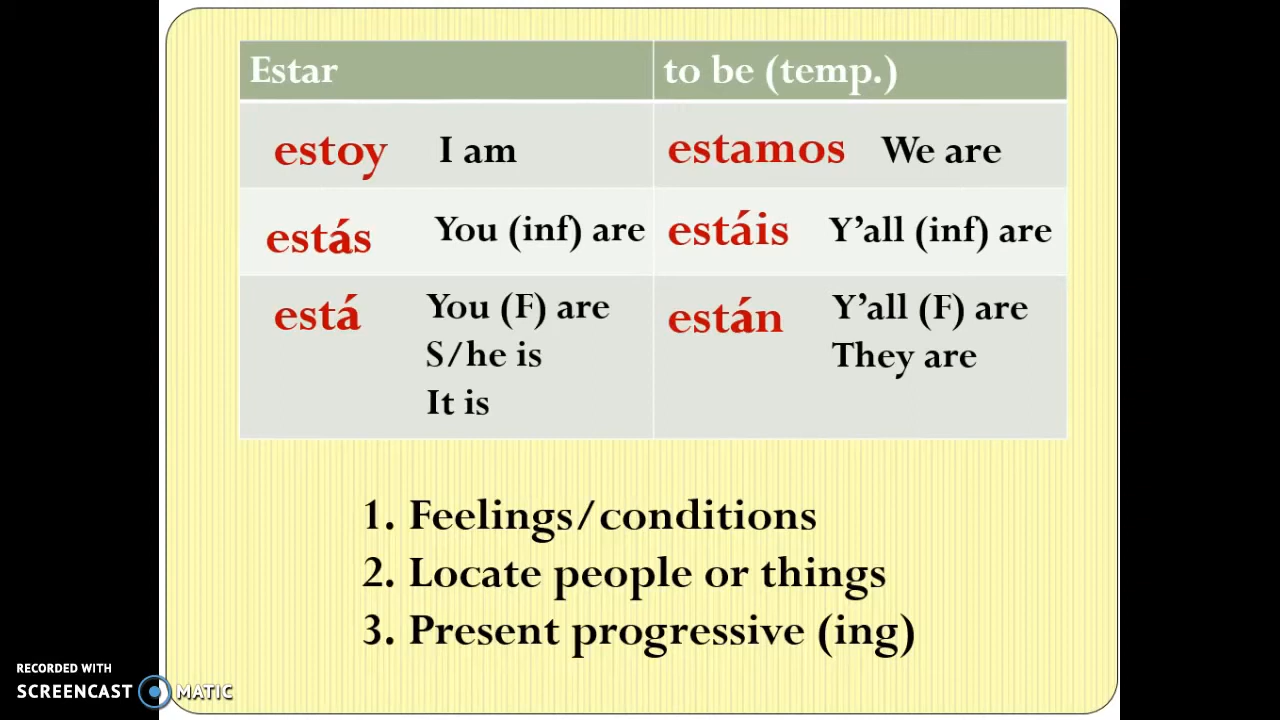 Estar to be (temp.)
estoy I am estamos We are
estás You (inf) are estáis Y’all (inf) are
está You (F) are están Y’all (F) are
S/he is They are
It is
1. Feelings/conditions
2. Locate people or things
3. Present progressive (ing)
RECORDED WITH
SCREENCAST MATIC